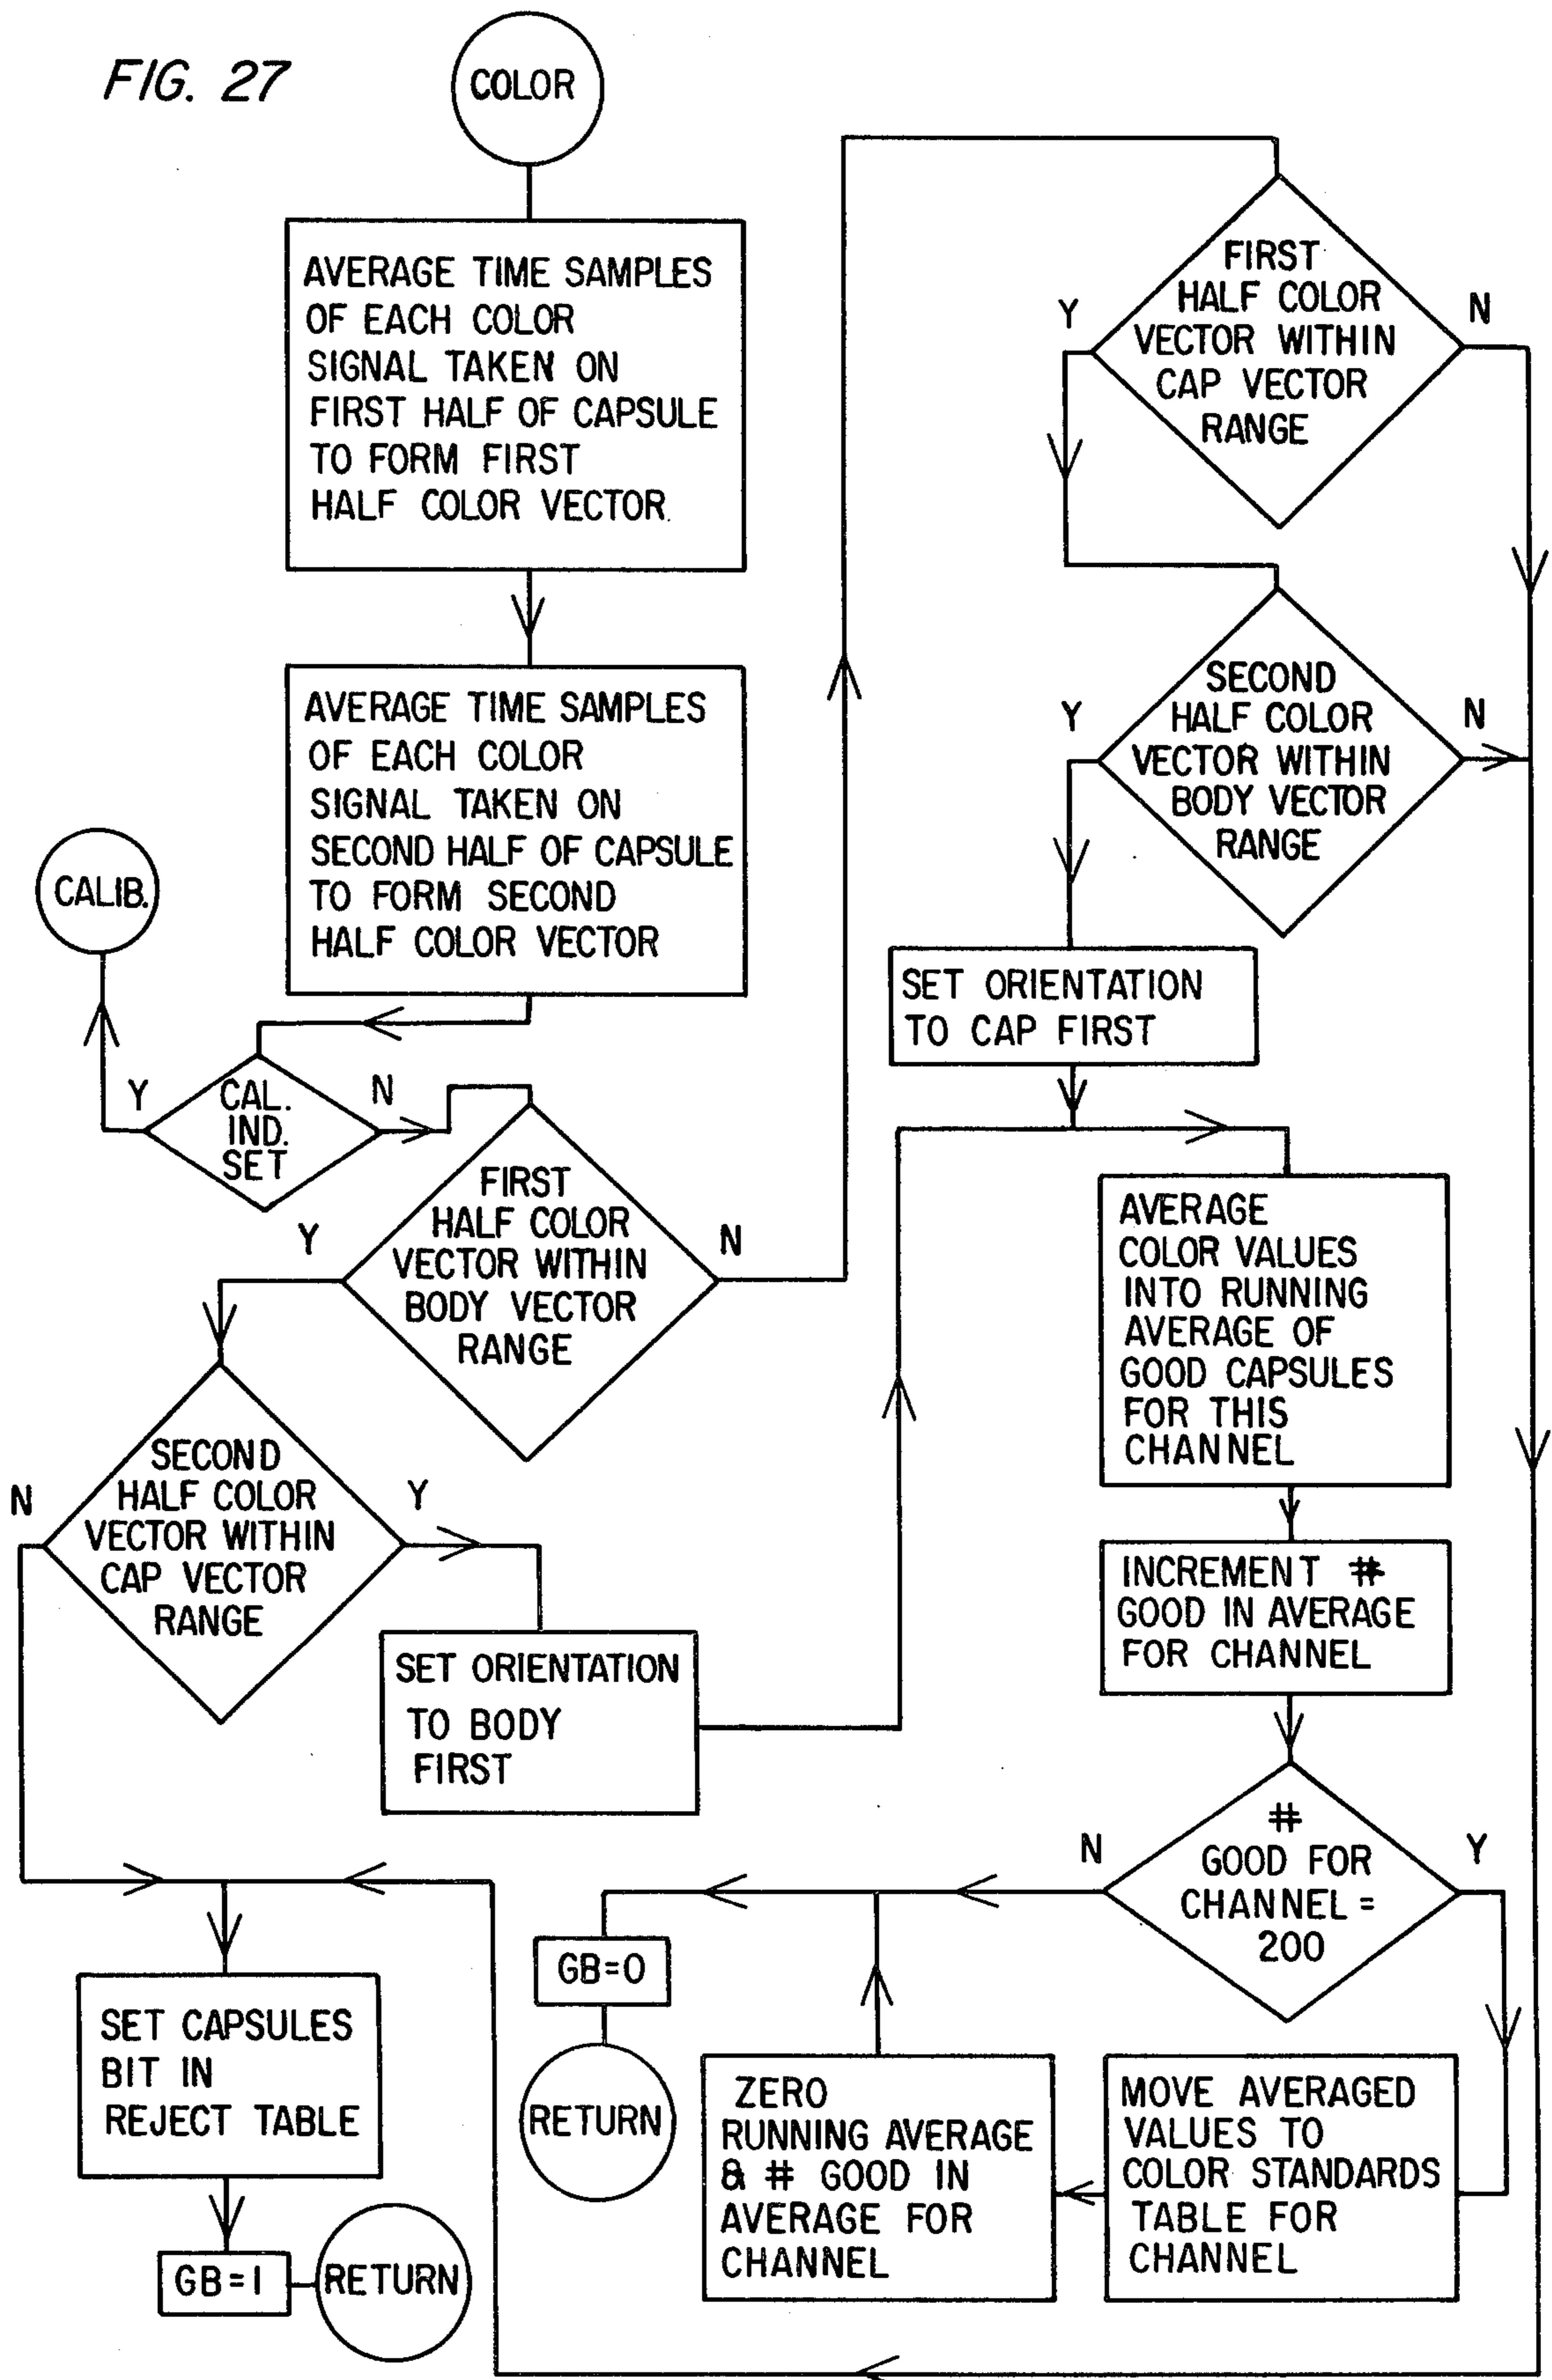 FIG. 27
COLOR
AVERAGE TIME SAMPLES
OF EACH COLOR
SIGNAL TAKEN ON
FIRST HALF OF CAPSULE
TO FORM FIRST
HALF COLOR VECTOR
AVERAGE TIME SAMPLES
OF EACH COLOR
SIGNAL TAKEN ON
SECOND HALF OF CAPSULE
TO FORM SECOND
HALF COLOR VECTOR
CALIB.
Y
CAL.
IND.
SET
N
Y
FIRST
HALF COLOR
VECTOR WITHIN
BODY VECTOR
RANGE
N
N
SECOND
HALF COLOR
VECTOR WITHIN
CAP VECTOR
RANGE
Y
SET ORIENTATION
TO BODY
FIRST
SET CAPSULES
BIT IN
REJECT TABLE
GB=1
RETURN
Y
FIRST
HALF COLOR
VECTOR WITHIN
CAP VECTOR
RANGE
N
Y
SECOND
HALF COLOR
VECTOR WITHIN
BODY VECTOR
RANGE
N
SET ORIENTATION
TO CAP FIRST
AVERAGE
COLOR VALUES
INTO RUNNING
AVERAGE OF
GOOD CAPSULES
FOR THIS
CHANNEL
INCREMENT #
GOOD IN AVERAGE
FOR CHANNEL
N
#
GOOD FOR
CHANNEL =
200
Y
GB=0
RETURN
ZERO
RUNNING AVERAGE
& # GOOD IN
AVERAGE FOR
CHANNEL
MOVE AVERAGED
VALUES TO
COLOR STANDARDS
TABLE FOR
CHANNEL